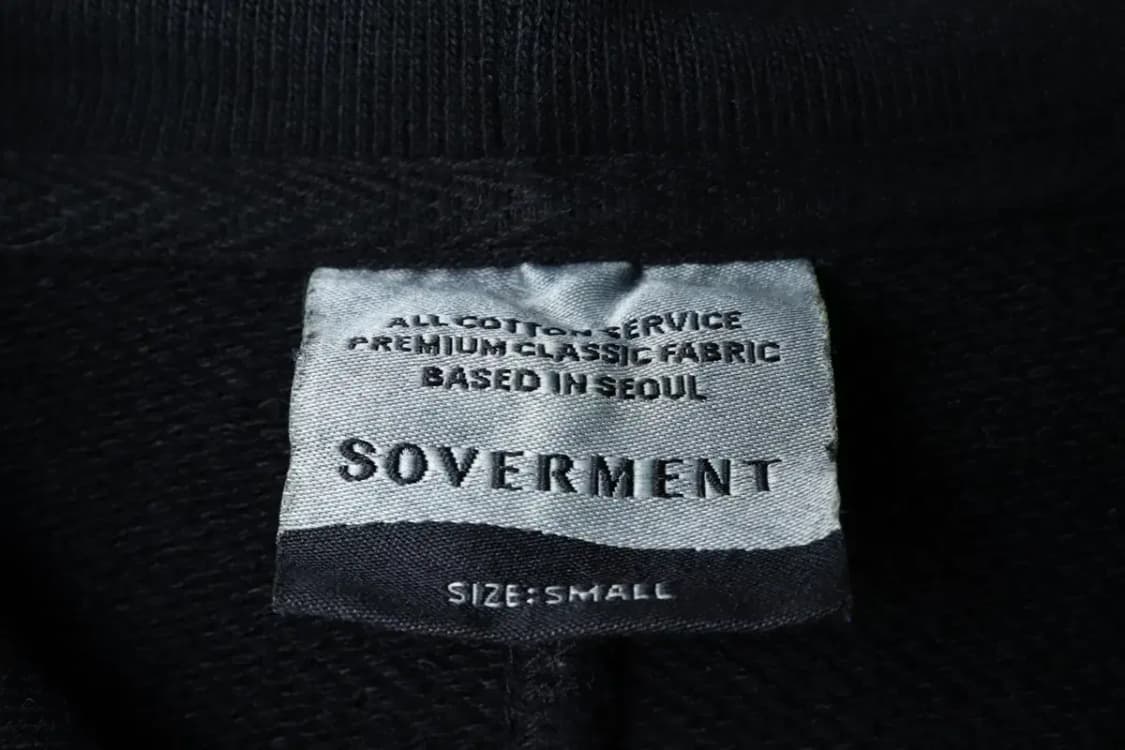 ALL COTTON SERVICE
PREMIUM CLASSIC FABRIC
BASED IN SEOUL
SOVERMENT
SIZE:SMALL